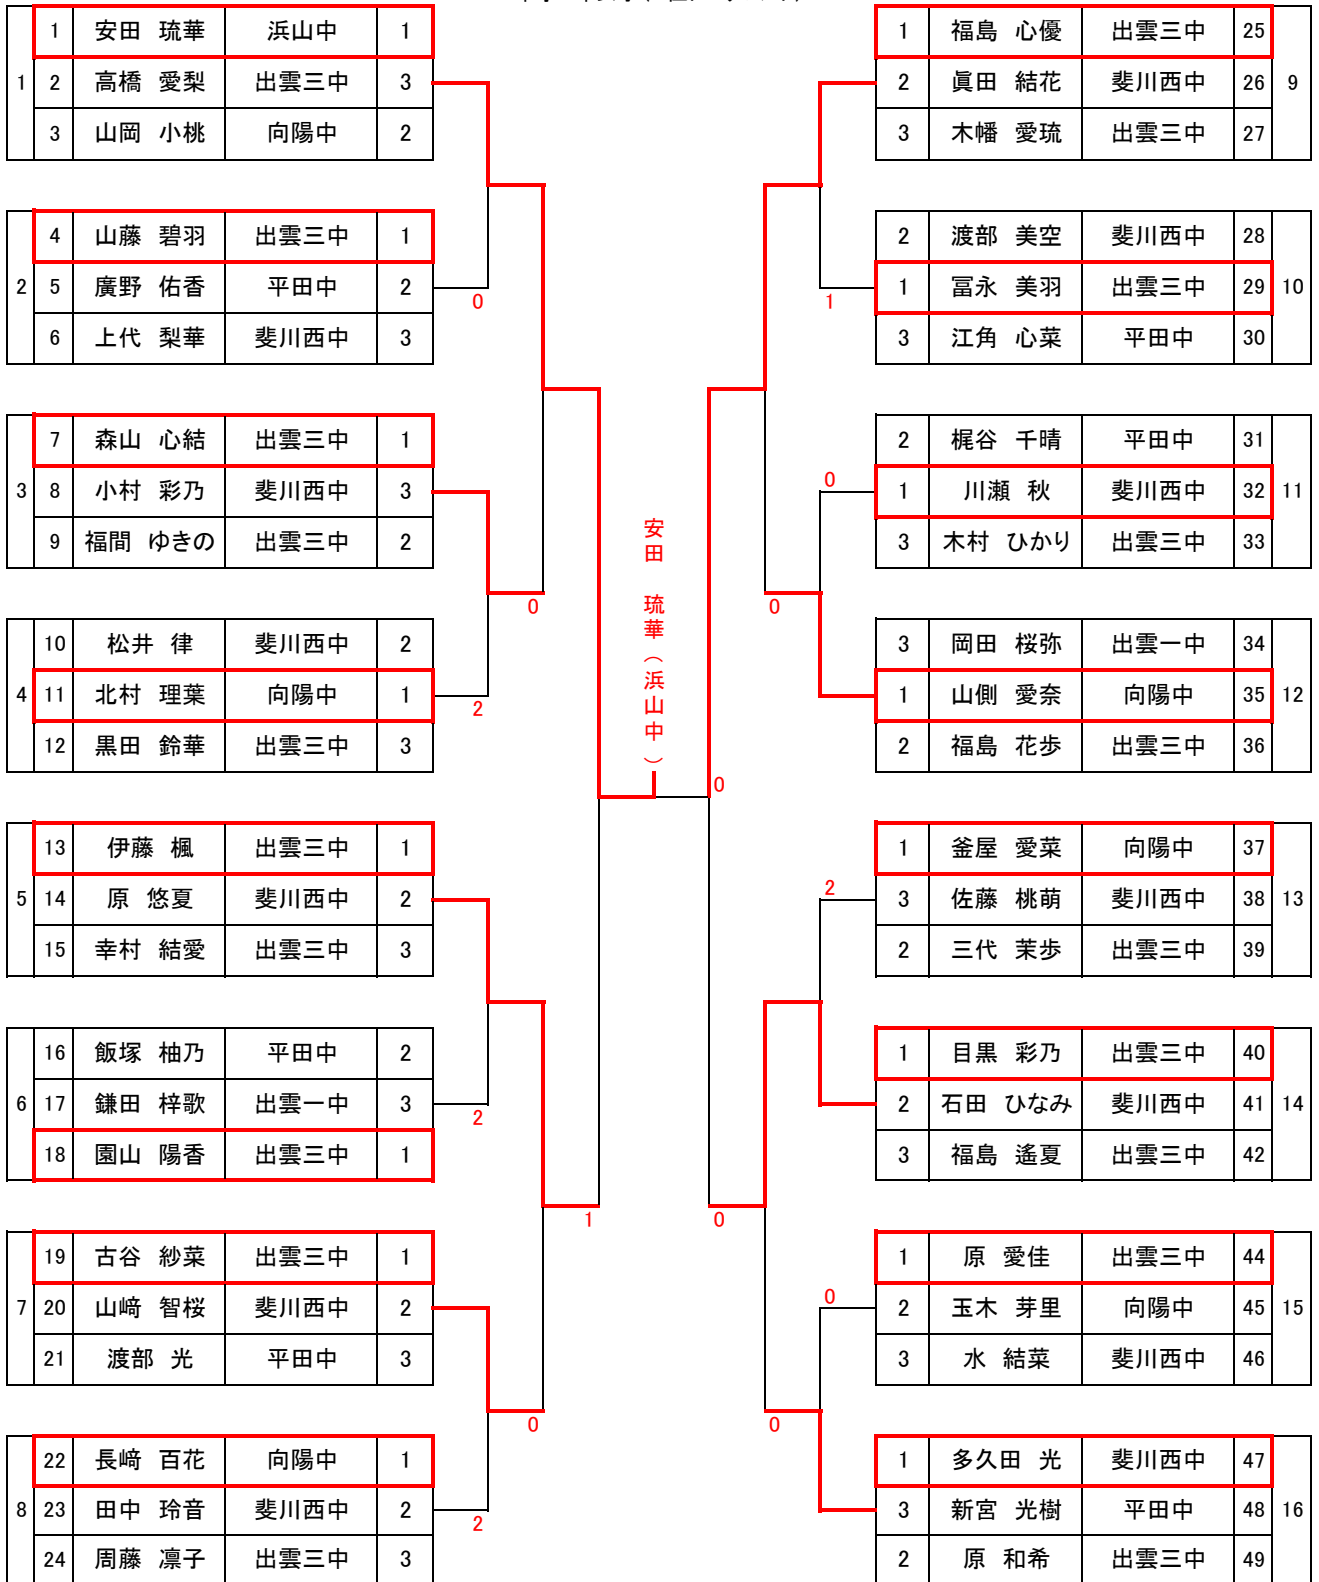 1
1 安田 琉華 浜山中 1
2 高橋 愛梨 出雲三中 3
3 山岡 小桃 向陽中 2
2
4 山藤 碧羽 出雲三中 1
5 廣野 佑香 平田中 2
6 上代 梨華 斐川西中 3
0
3
7 森山 心結 出雲三中 1
8 小村 彩乃 斐川西中 3
9 福間 ゆきの 出雲三中 2
0
4
10 松井 律 斐川西中 2
11 北村 理葉 向陽中 1
12 黒田 鈴華 出雲三中 3
2
5
13 伊藤 楓 出雲三中 1
14 原 悠夏 斐川西中 2
15 幸村 結愛 出雲三中 3
6
16 飯塚 柚乃 平田中 2
17 鎌田 梓歌 出雲一中 3
18 園山 陽香 出雲三中 1
2
1
7
19 古谷 紗菜 出雲三中 1
20 山﨑 智桜 斐川西中 2
21 渡部 光 平田中 3
0
8
22 長﨑 百花 向陽中 1
23 田中 玲音 斐川西中 2
24 周藤 凛子 出雲三中 3
2
安田 琉華（浜山中）
0
1 福島 心優 出雲三中 25
2 眞田 結花 斐川西中 26
3 木幡 愛琉 出雲三中 27
9
2 渡部 美空 斐川西中 28
1 冨永 美羽 出雲三中 29
3 江角 心菜 平田中 30
10
1
2 梶谷 千晴 平田中 31
1 川瀬 秋 斐川西中 32
3 木村 ひかり 出雲三中 33
11
0
0
3 岡田 桜弥 出雲一中 34
1 山側 愛奈 向陽中 35
2 福島 花歩 出雲三中 36
12
1 釜屋 愛菜 向陽中 37
3 佐藤 桃萌 斐川西中 38
2 三代 茉歩 出雲三中 39
13
2
1 目黒 彩乃 出雲三中 40
2 石田 ひなみ 斐川西中 41
3 福島 遙夏 出雲三中 42
14
0
1 原 愛佳 出雲三中 44
2 玉木 芽里 向陽中 45
3 水 結菜 斐川西中 46
15
0
0
1 多久田 光 斐川西中 47
3 新宮 光樹 平田中 48
2 原 和希 出雲三中 49
16